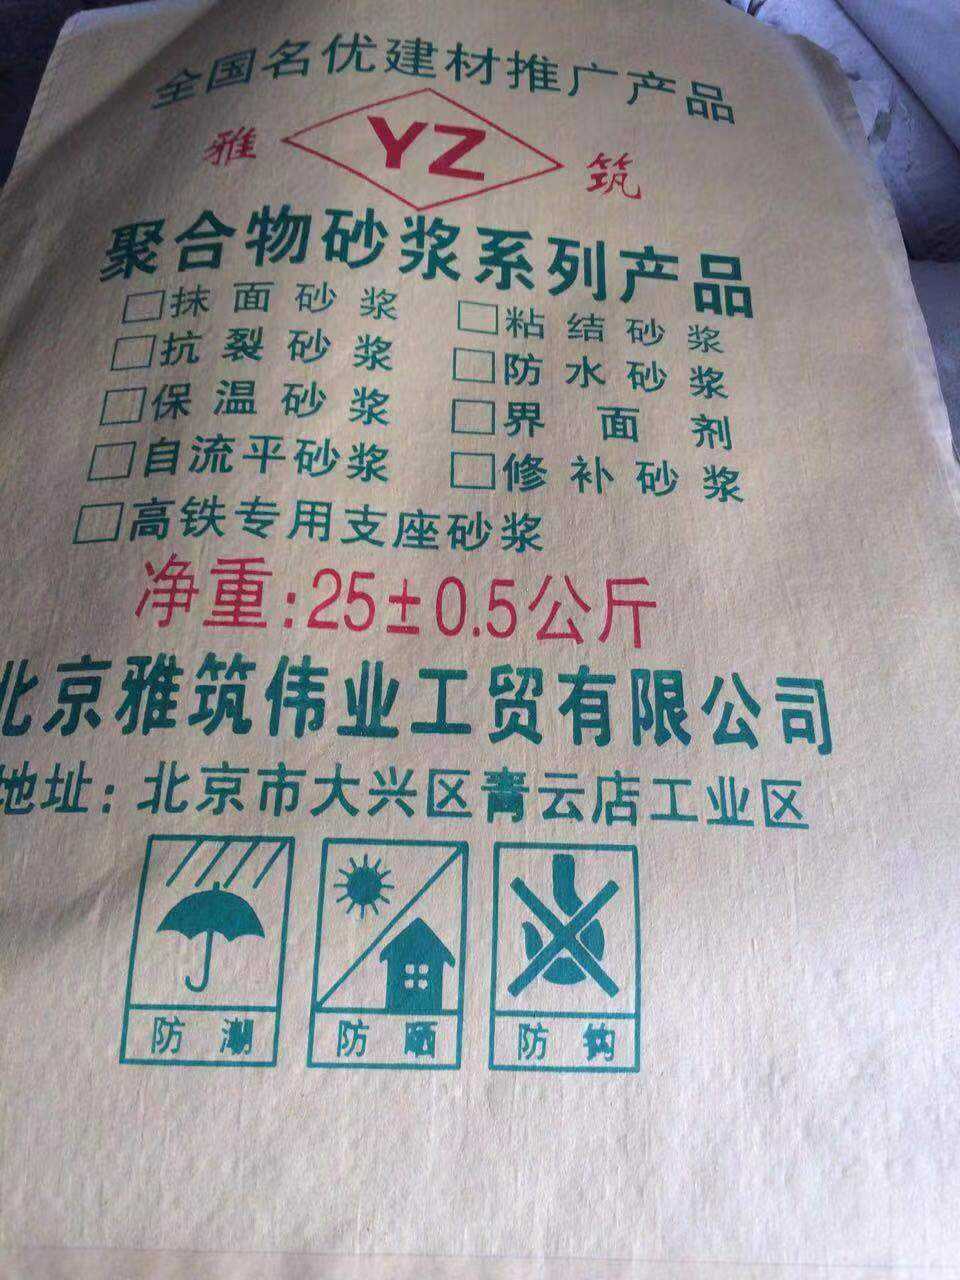 全国名优建材推广产品
雅 YZ 筑
聚合物砂浆系列产品
□抹面砂浆 □粘结砂浆
□抗裂砂浆 □防水砂浆
□保温砂浆 □界面剂
□自流平砂浆 □修补砂浆
□高铁专用支座砂浆
净重:25±0.5公斤
北京雅筑伟业工贸有限公司
地址:北京市大兴区青云店工业区
防潮 防晒 防钩